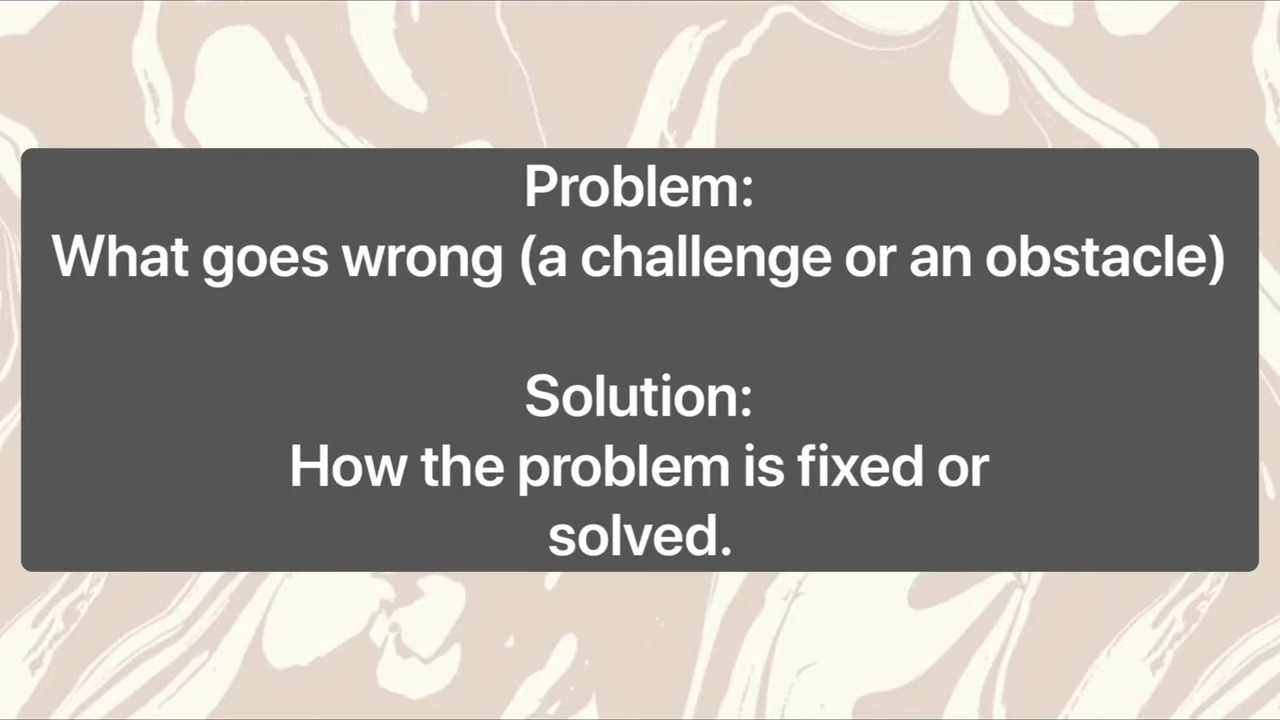 Problem:
What goes wrong (a challenge or an obstacle)
Solution:
How the problem is fixed or
solved.